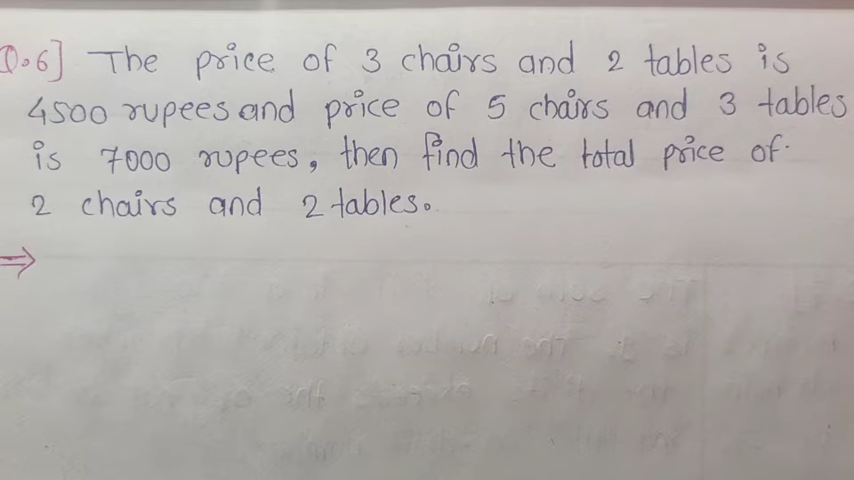 Q.6] The price of 3 chairs and 2 tables is
4500 rupees and price of 5 chairs and 3 tables
is 7000 rupees, then find the total price of
2 chairs and 2 tables.
⇒